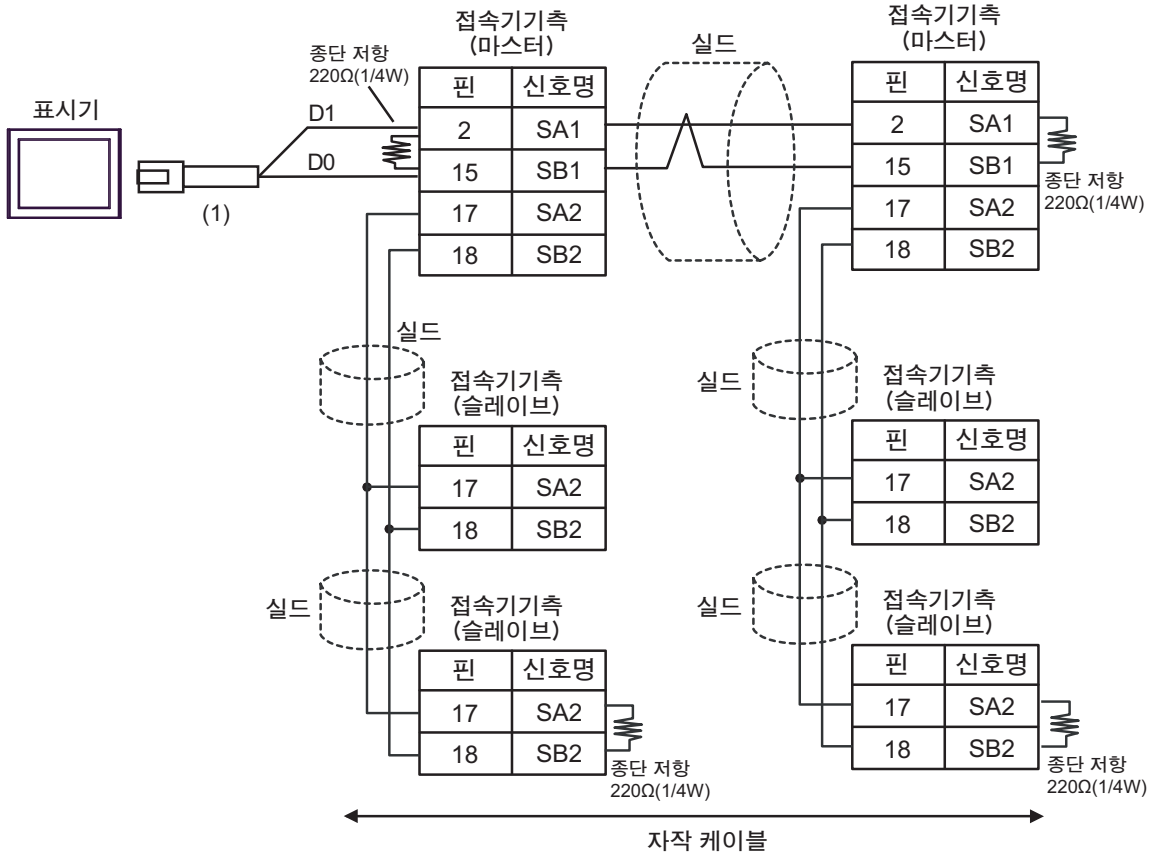 접속기기측
(마스터)
접속기기측
(마스터)
실드
종단 저항
220Ω(1/4W)
표시기
D1
D0
(1)
핀 신호명
2 SA1
15 SB1
17 SA2
18 SB2
핀 신호명
2 SA1
15 SB1
17 SA2
18 SB2
종단 저항
220Ω(1/4W)
실드
접속기기측
(슬레이브)
핀 신호명
17 SA2
18 SB2
실드
접속기기측
(슬레이브)
핀 신호명
17 SA2
18 SB2
실드
접속기기측
(슬레이브)
핀 신호명
17 SA2
18 SB2
종단 저항
220Ω(1/4W)
실드
접속기기측
(슬레이브)
핀 신호명
17 SA2
18 SB2
종단 저항
220Ω(1/4W)
자작 케이블